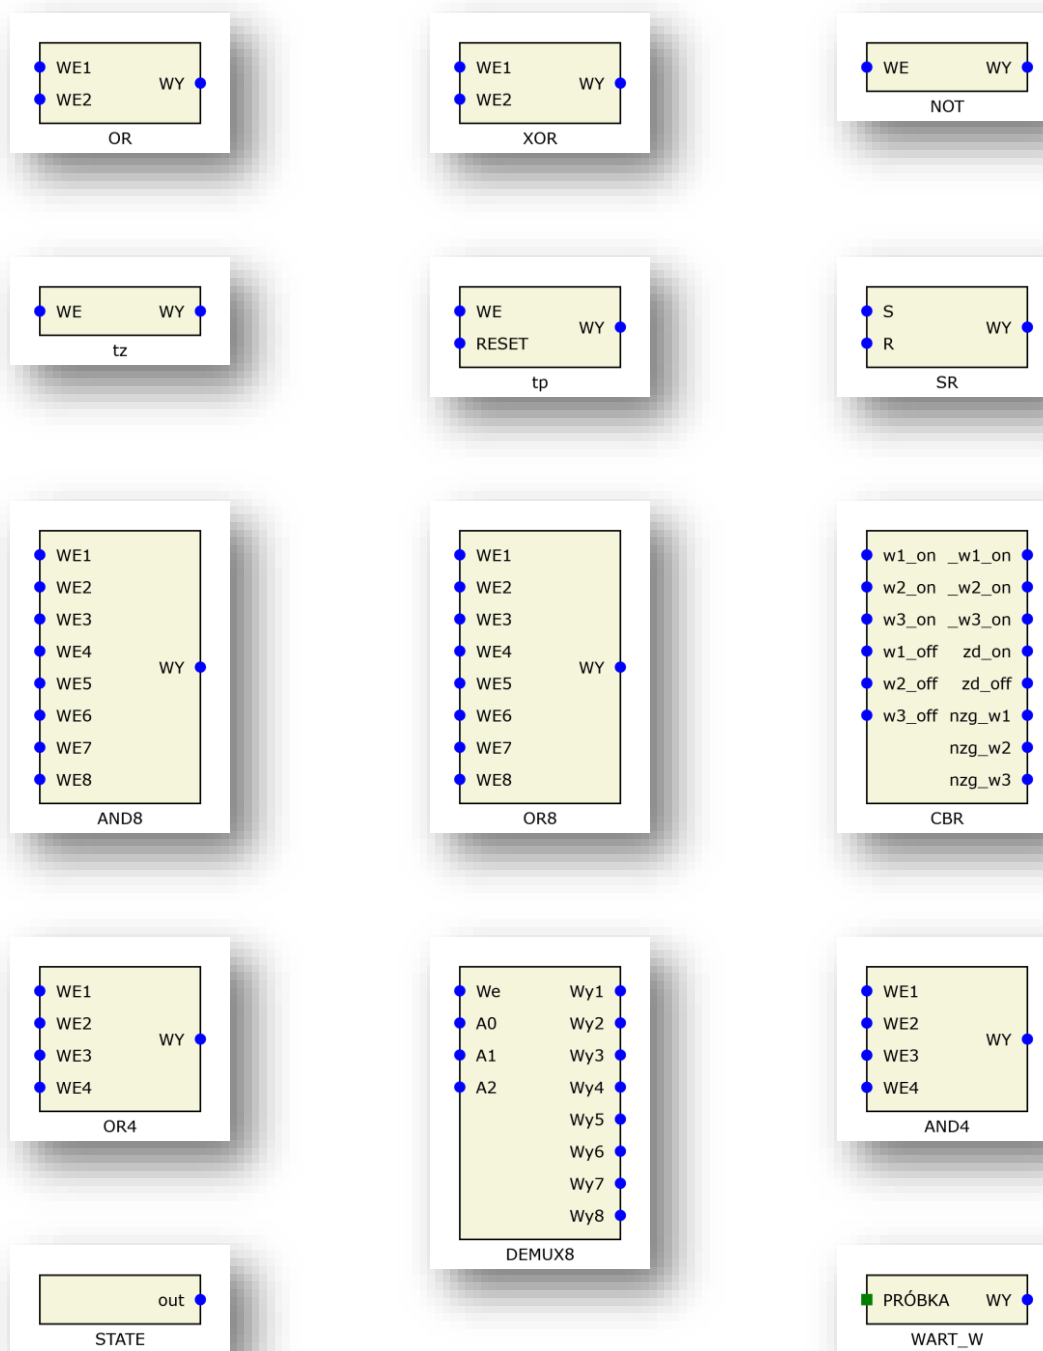 WE1
WE2
WY
OR
WE1
WE2
WY
XOR
WE WY
NOT
WE WY
tz
WE
RESET
WY
tp
S
R
WY
SR
WE1
WE2
WE3
WE4
WE5
WE6
WE7
WE8
WY
AND8
WE1
WE2
WE3
WE4
WE5
WE6
WE7
WE8
WY
OR8
w1_on _w1_on
w2_on _w2_on
w3_on _w3_on
w1_off zd_on
w2_off zd_off
w3_off nzg_w1
nzg_w2
nzg_w3
CBR
WE1
WE2
WE3
WE4
WY
OR4
We Wy1
A0 Wy2
A1 Wy3
A2 Wy4
Wy5
Wy6
Wy7
Wy8
DEMUX8
WE1
WE2
WE3
WE4
WY
AND4
out
STATE
PRÓBKA WY
WART_W